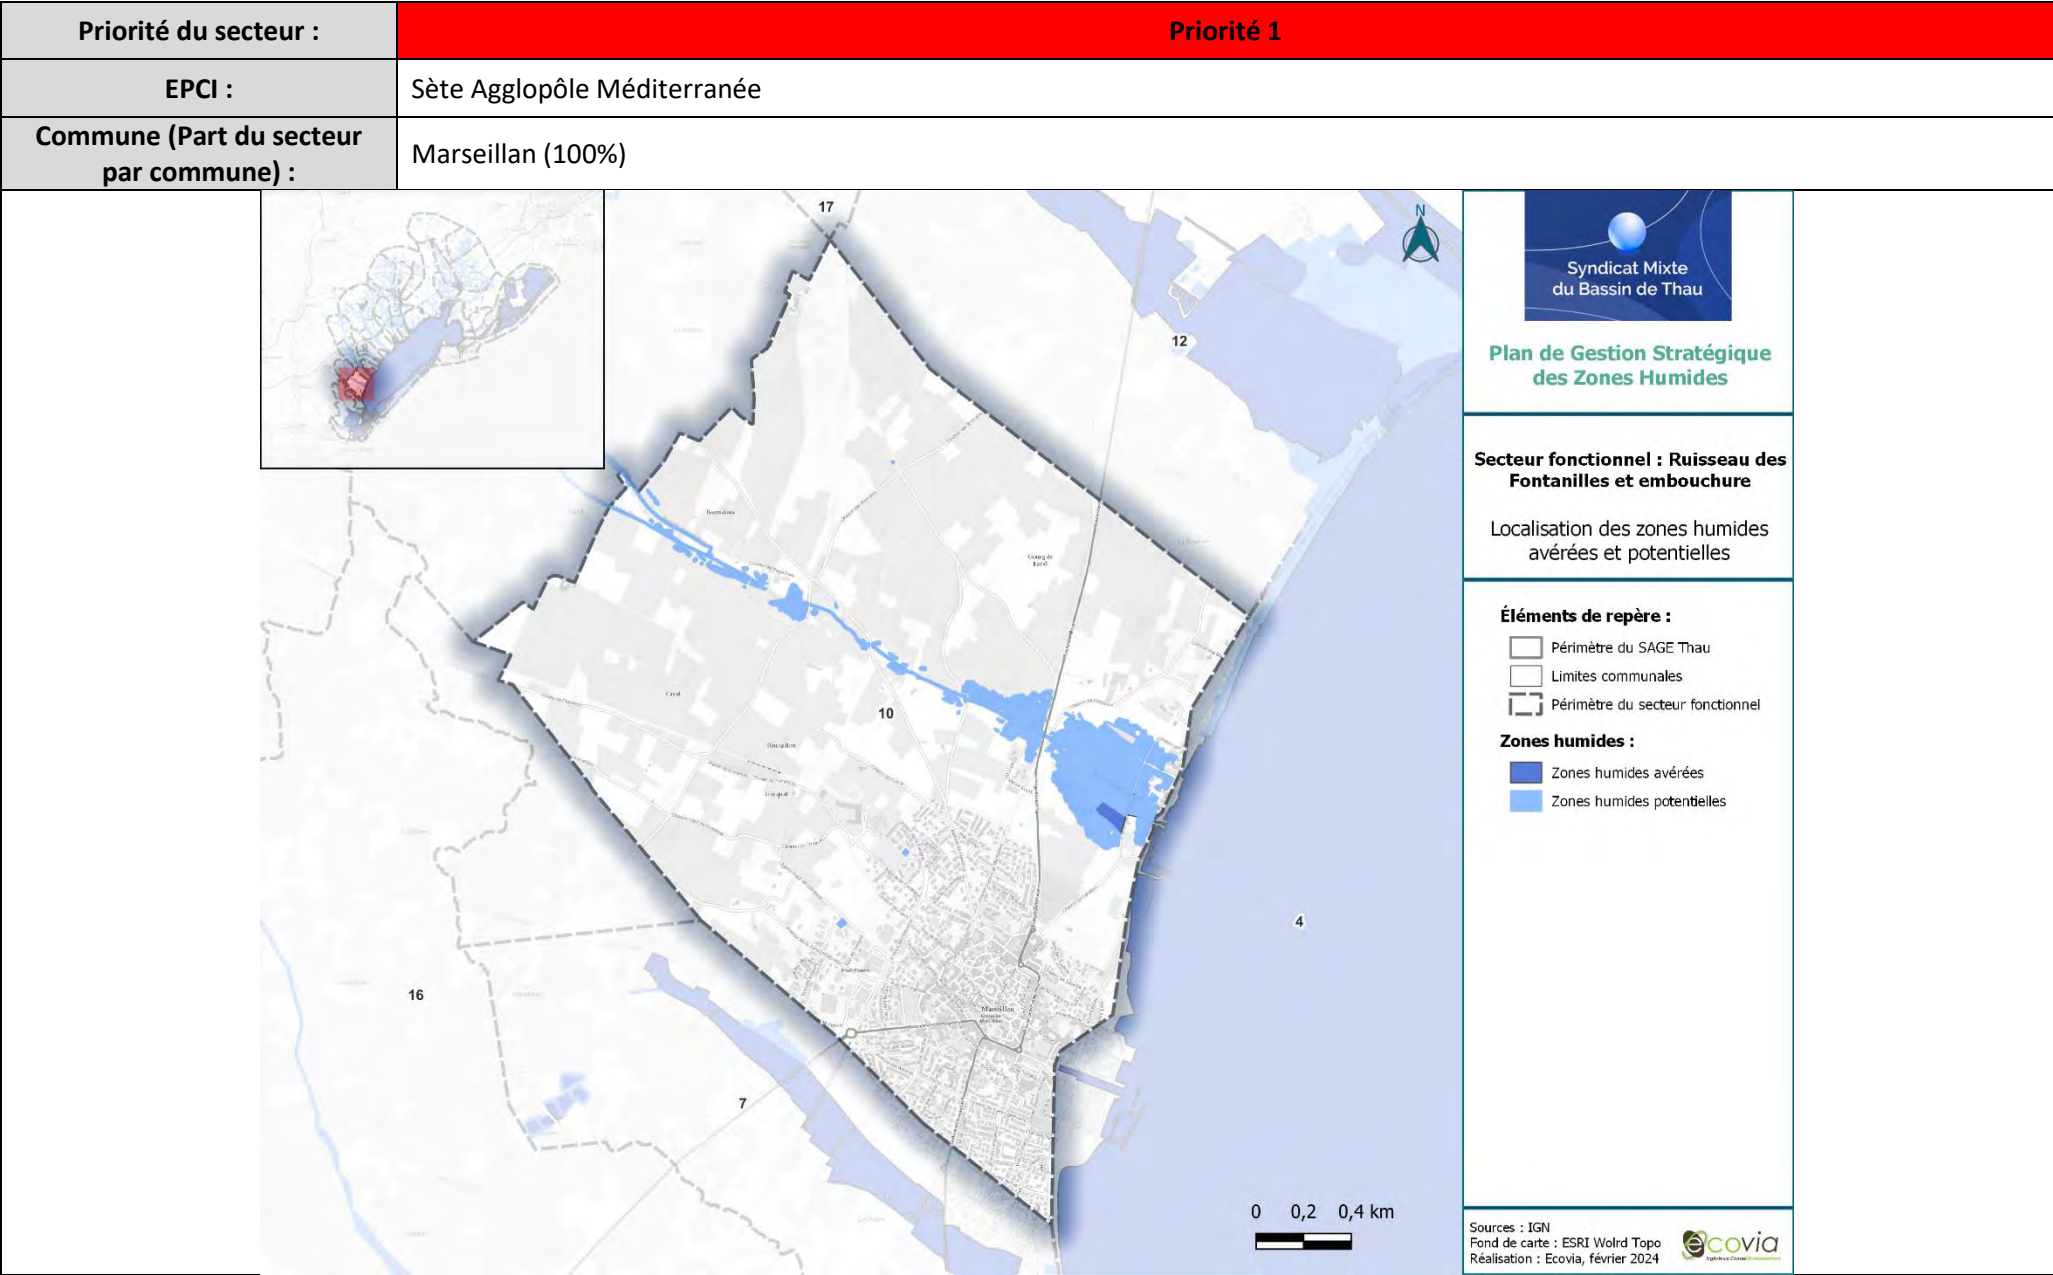 Priorité du secteur :
Priorité 1
EPCI :
Sète Agglopôle Méditerranée
Commune (Part du secteur
par commune) :
Marseillan (100%)
17
N
12
10
4
16
7
Marseillan
0 0,2 0,4 km
Syndicat Mixte
du Bassin de Thau
Plan de Gestion Stratégique
des Zones Humides
Secteur fonctionnel : Ruisseau des
Fontanilles et embouchure
Localisation des zones humides
avérées et potentielles
Éléments de repère :
Périmètre du SAGE Thau
Limites communales
Périmètre du secteur fonctionnel
Zones humides :
Zones humides avérées
Zones humides potentielles
Sources : IGN
Fond de carte : ESRI Wolrd Topo
Réalisation : Ecovia, février 2024
écovia